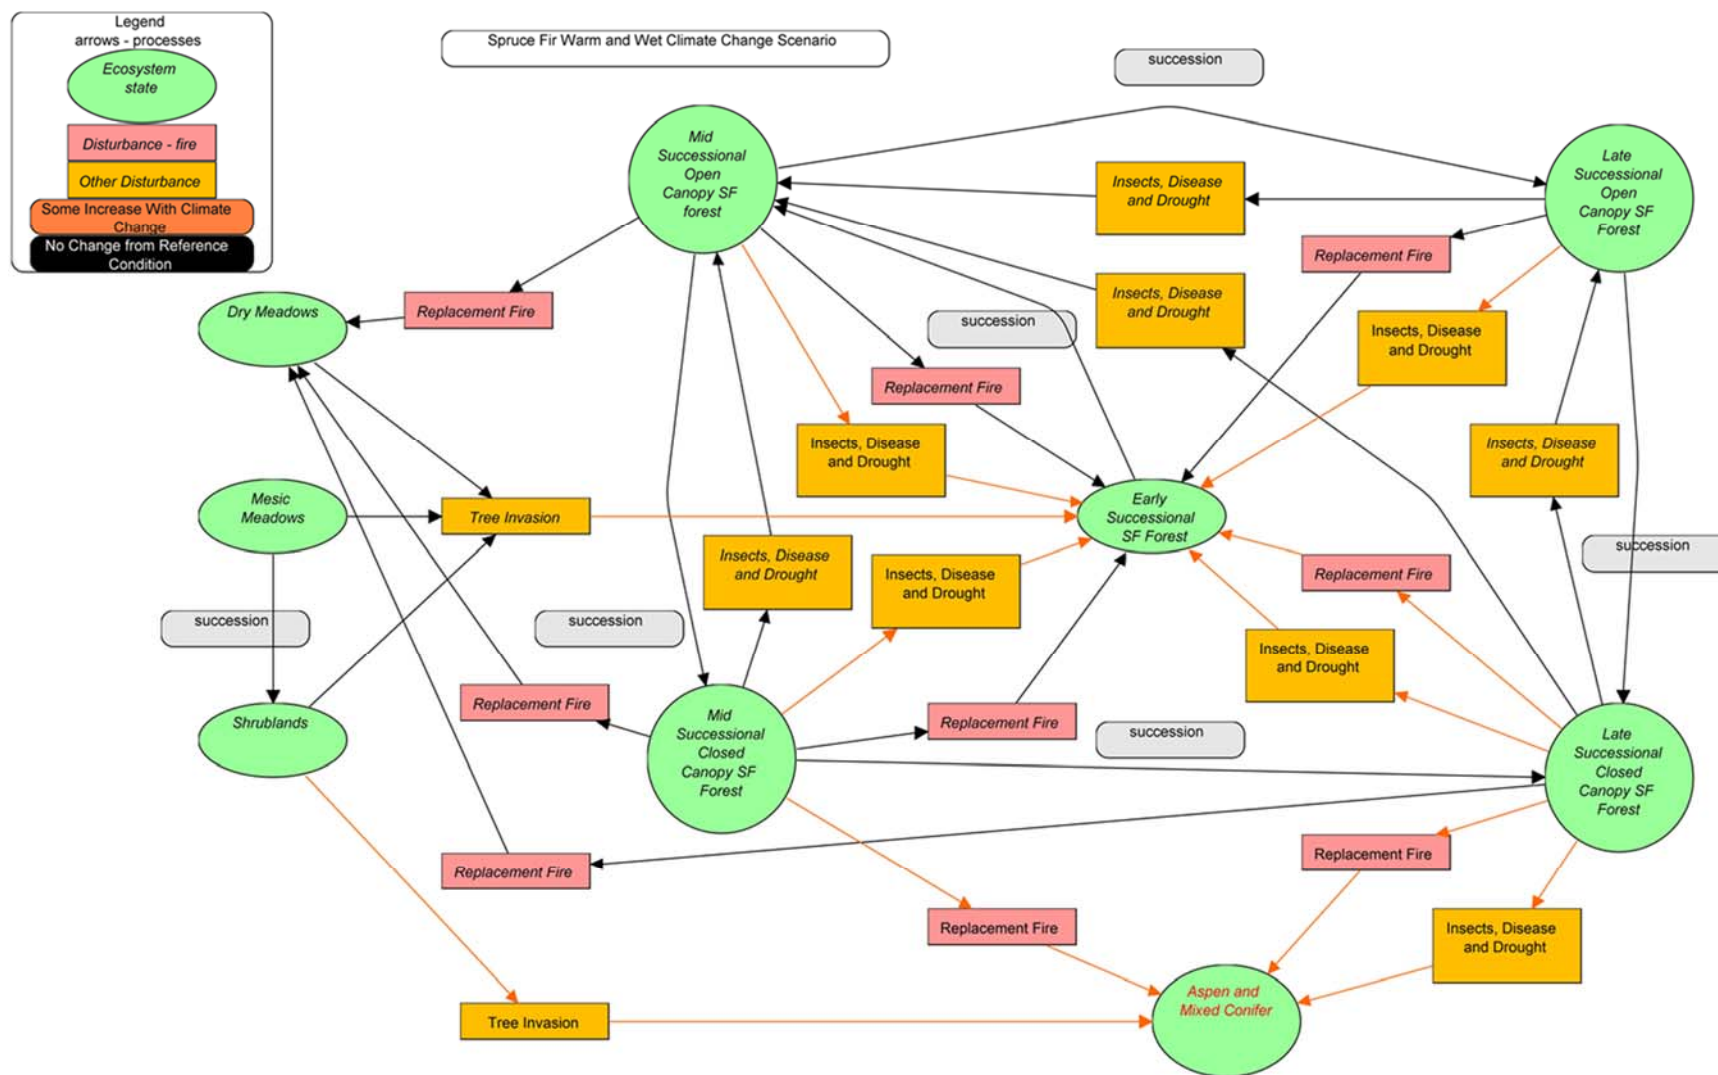 Legend
arrows - processes
Ecosystem
state
Disturbance - fire
Other Disturbance
Some Increase With Climate
Change
No Change from Reference
Condition
Spruce Fir Warm and Wet Climate Change Scenario
succession
Mid
Successional
Open
Canopy SF
forest
Late
Successional
Open
Canopy SF
Forest
Insects, Disease
and Drought
Replacement Fire
Insects, Disease
and Drought
Dry Meadows
Replacement Fire
succession
Insects, Disease
and Drought
Replacement Fire
Insects, Disease
and Drought
Insects, Disease
and Drought
Mesic
Meadows
Tree Invasion
Early
Successional
SF Forest
Insects, Disease
and Drought
Insects, Disease
and Drought
Replacement Fire
succession
succession
succession
Insects, Disease
and Drought
Shrublands
Replacement Fire
Mid
Successional
Closed
Canopy SF
Forest
Replacement Fire
succession
Late
Successional
Closed
Canopy SF
Forest
Replacement Fire
Replacement Fire
Replacement Fire
Insects, Disease
and Drought
Tree Invasion
Aspen and
Mixed Conifer